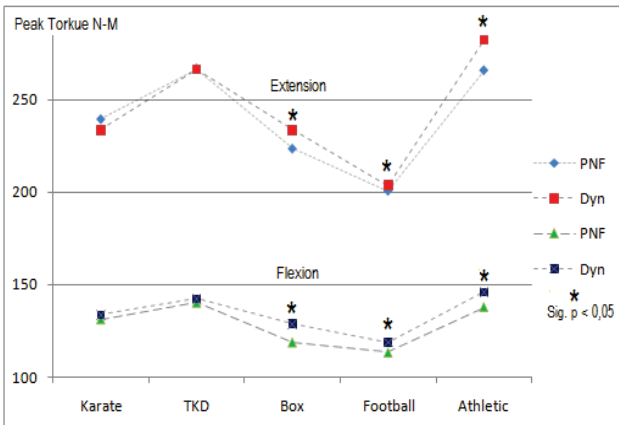 Peak Torkue N-M
*
250
Extension
*
*
200
PNF
Dyn
PNF
Dyn
*
Sig. p < 0,05
150
Flexion
*
*
*
100
Karate TKD Box Football Athletic